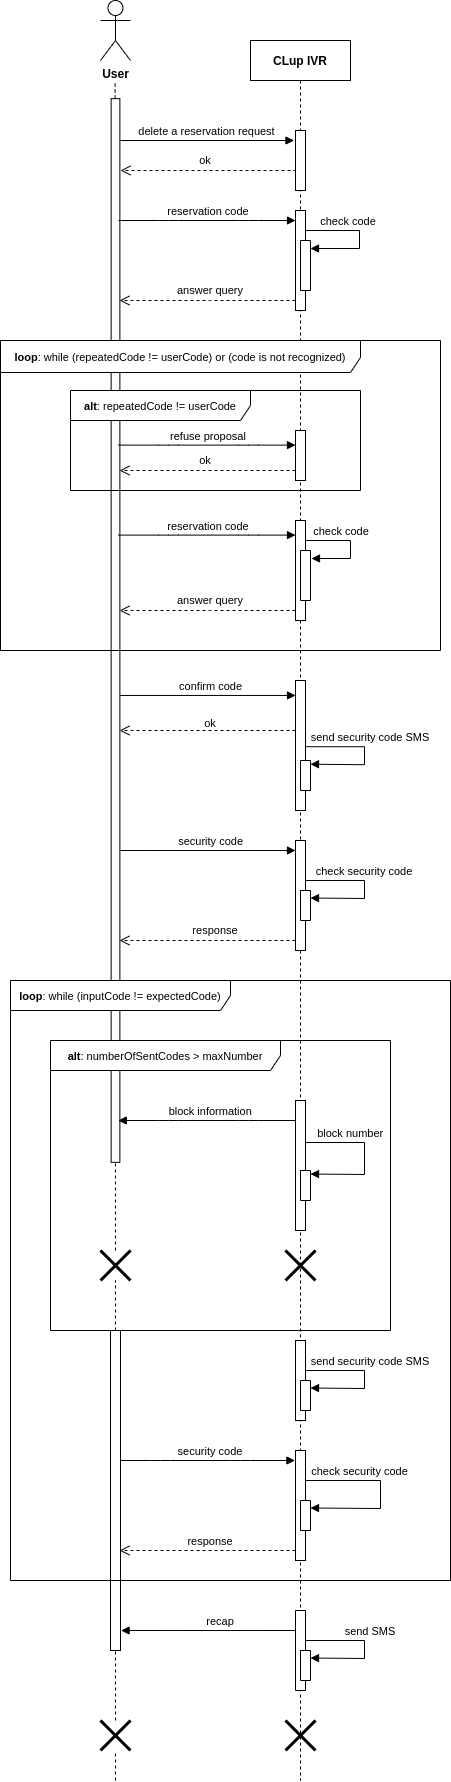 User
CLup IVR
delete a reservation request
ok
reservation code
check code
answer query
loop: while (repeatedCode != userCode) or (code is not recognized)
alt: repeatedCode != userCode
refuse proposal
ok
reservation code
check code
answer query
confirm code
ok
send security code SMS
security code
check security code
response
loop: while (inputCode != expectedCode)
alt: numberOfSentCodes > maxNumber
block information
block number
send security code SMS
security code
check security code
response
recap
send SMS